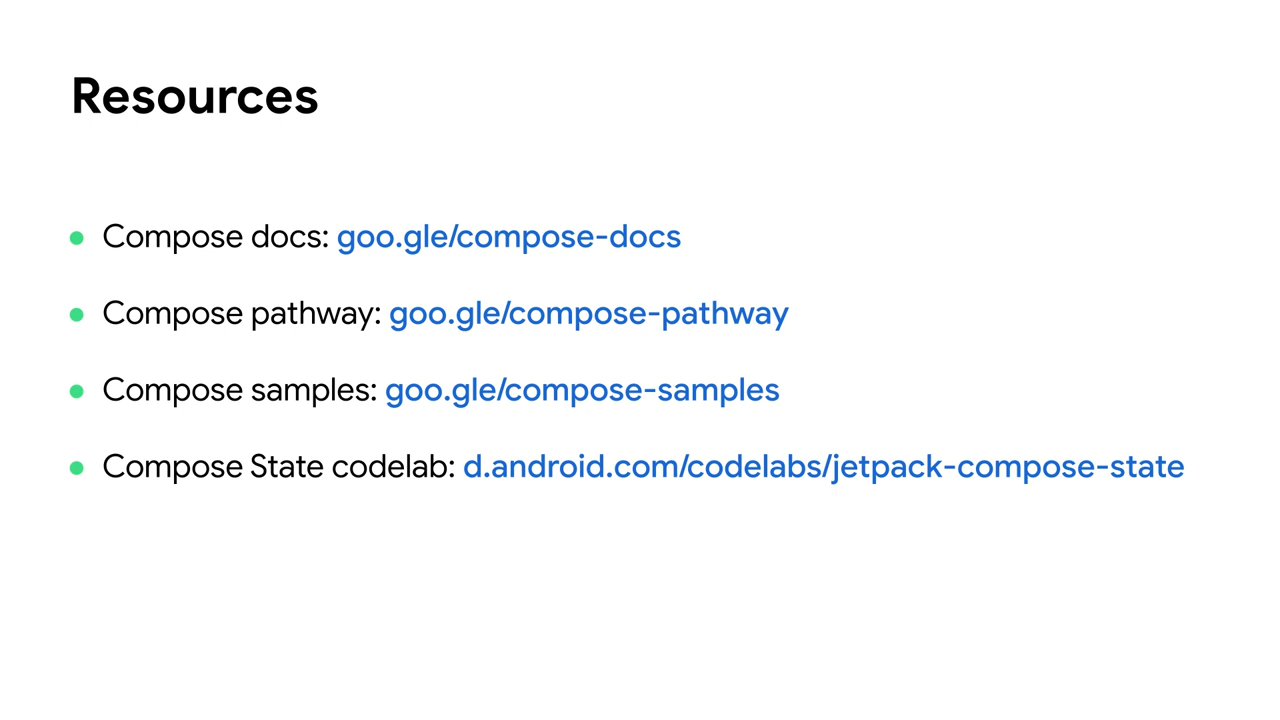 Resources
Compose docs: goo.gle/compose-docs
Compose pathway: goo.gle/compose-pathway
Compose samples: goo.gle/compose-samples
Compose State codelab: d.android.com/codelabs/jetpack-compose-state